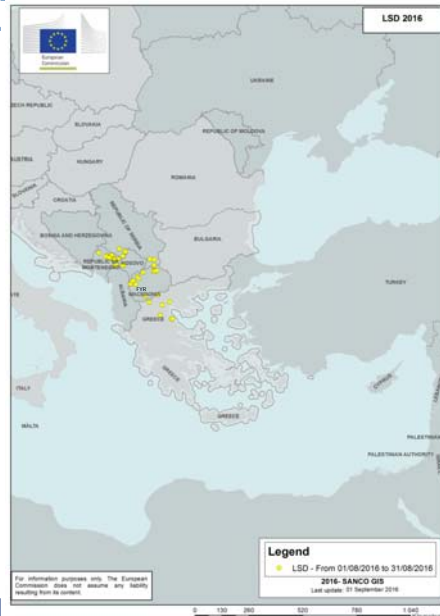 LSD 2016
European
Commission
UKRAINE
CZECH REPUBLIC
SLOVAKIA
REPUBLIC OF MOLDOVA
AUSTRIA
HUNGARY
SLOVENIA
ROMANIA
CROATIA
BOSNIA AND HERZEGOVINA
REPUBLIC OF SERBIA
BULGARIA
REPUBLIC OF
MONTENEGRO
KOSOVO
FYR
MACEDONIA
ALBANIA
TURKEY
GREECE
ITALY
GREECE
CYPRUS
GREECE
MALTA
PALESTINIAN
PALESTINIAN AUTHORITY
Legend
LSD - From 01/08/2016 to 31/08/2016
2016- SANCO GIS
Last update: 01 September 2016
For information purposes only. The European
Commission does not assume any liability
resulting from its content.
0 130 260 520 780 1 040